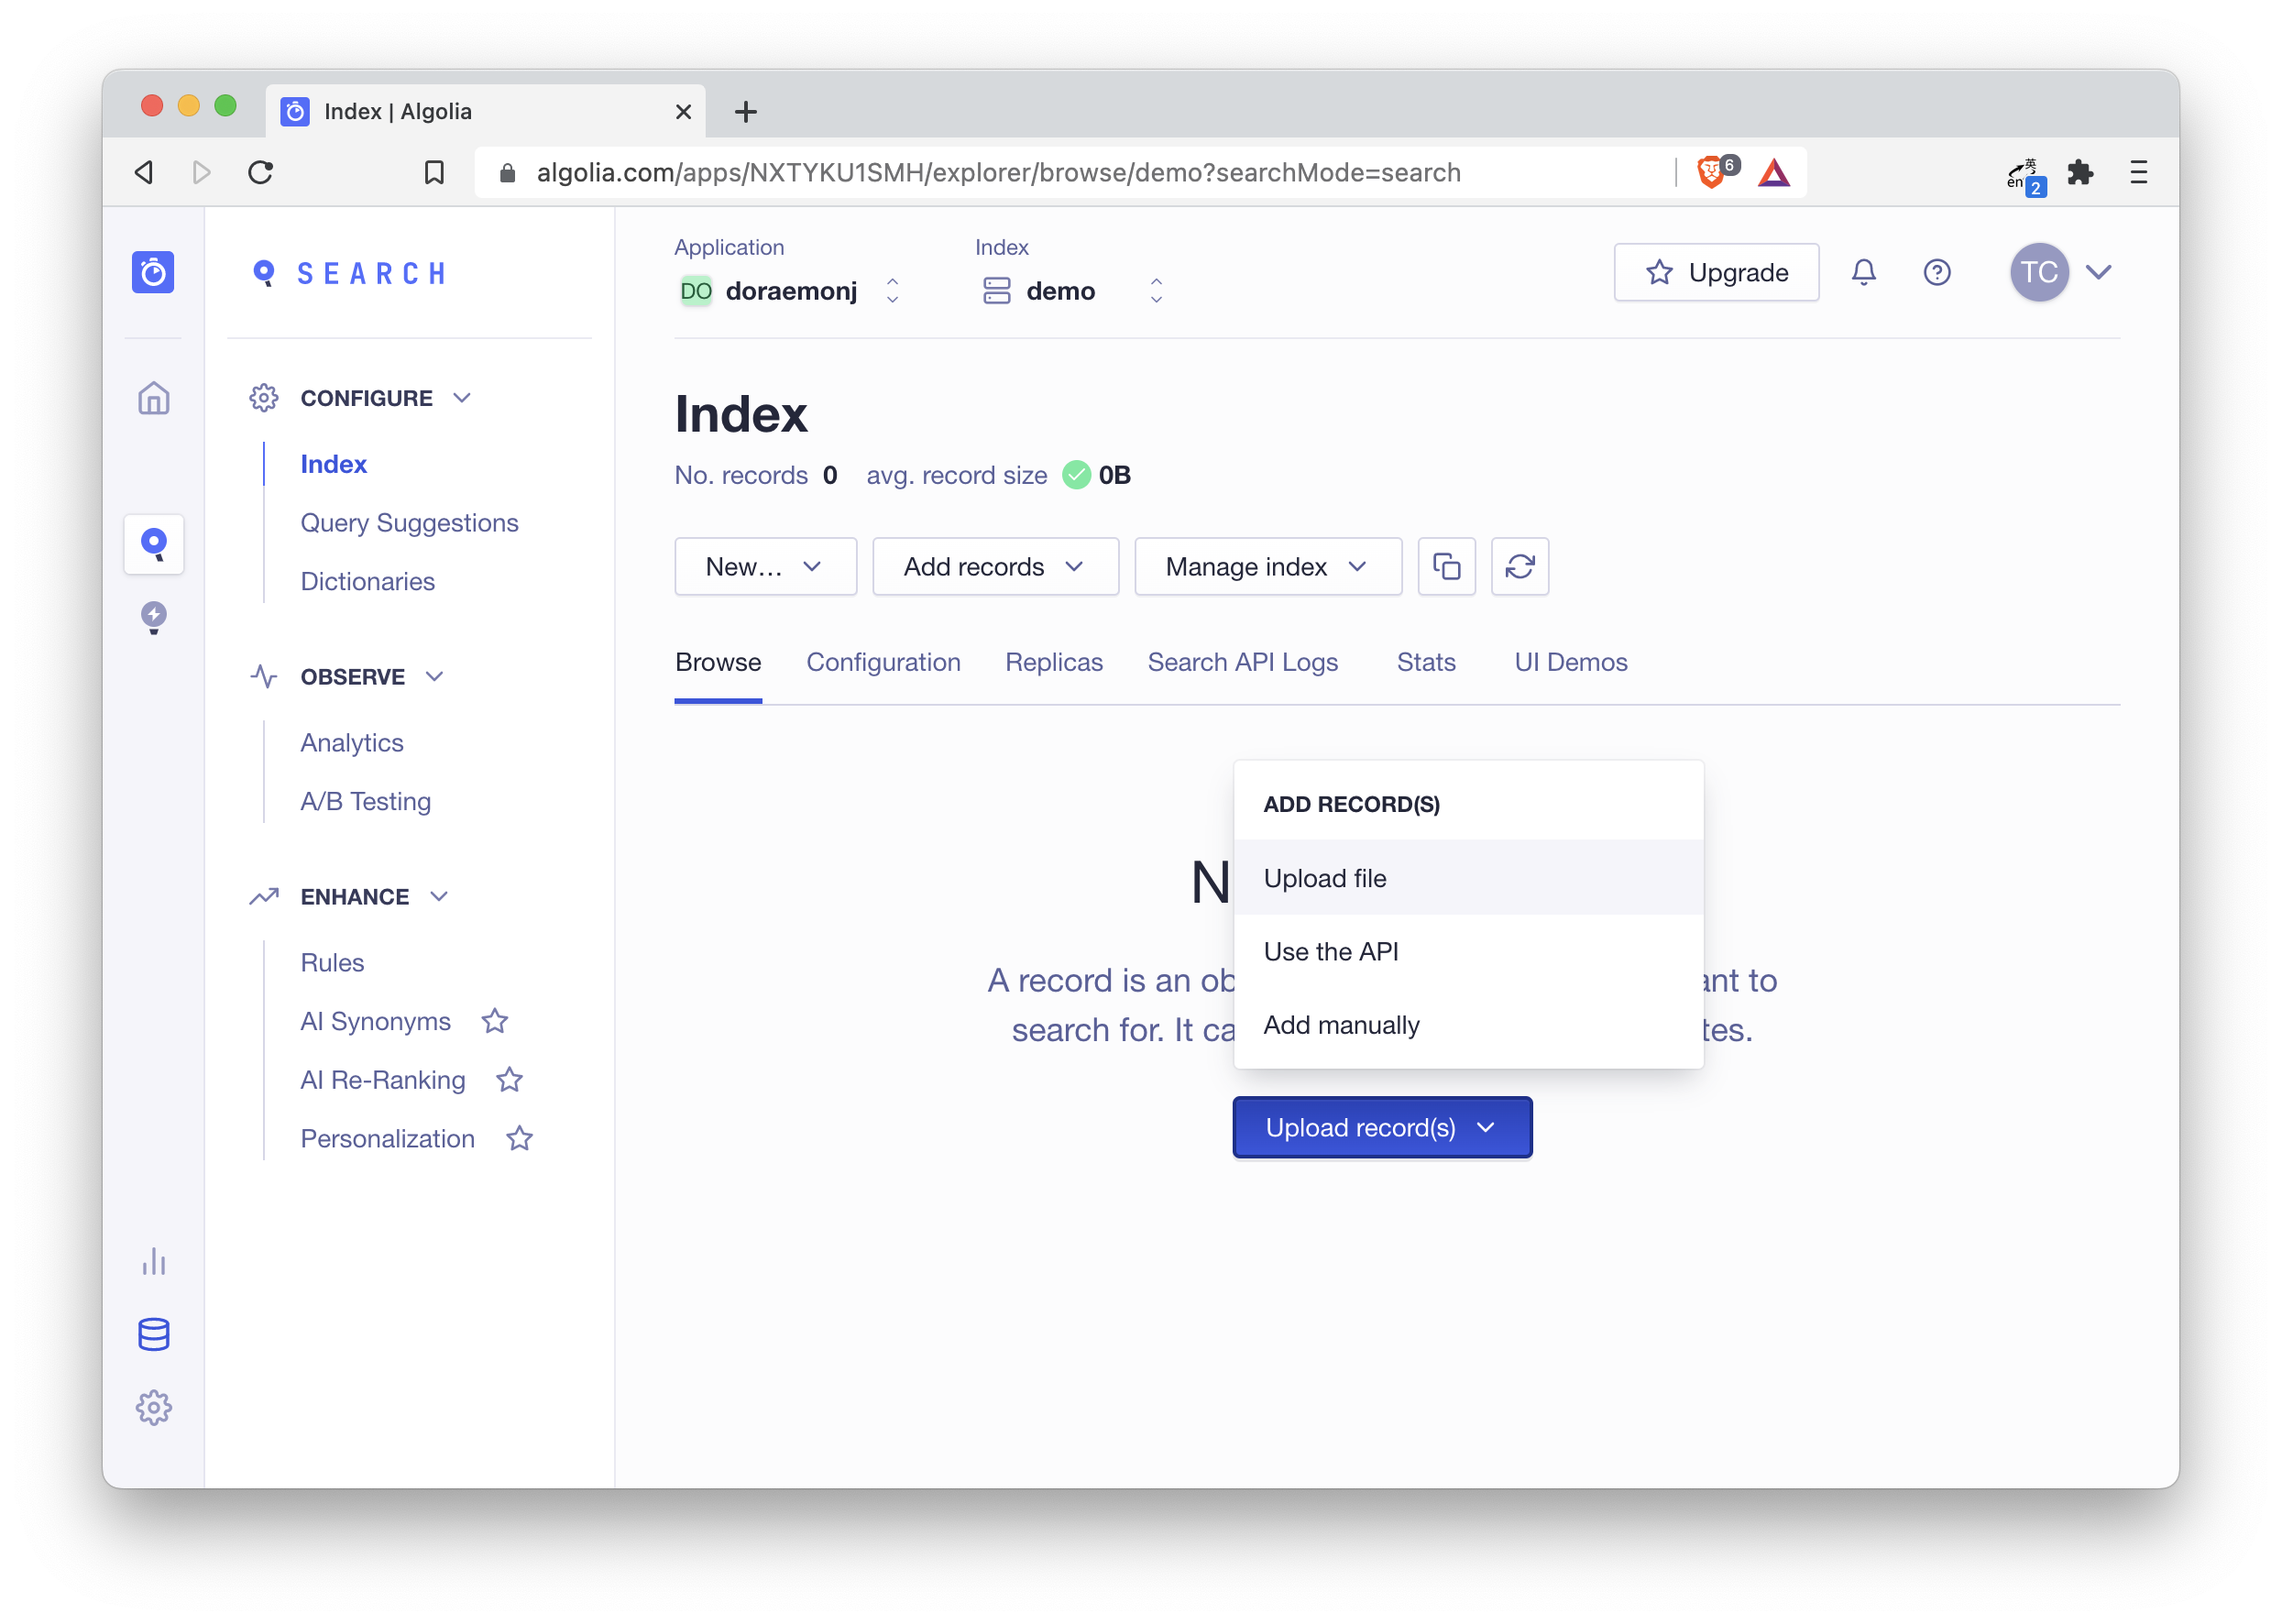 Index | Algolia
algolia.com/apps/NXTYKU1SMH/explorer/browse/demo?searchMode=search
6
英
en
2
SEARCH
Application
Index
DO doraemonj
demo
Upgrade
TC
CONFIGURE
Index
Query Suggestions
Dictionaries
OBSERVE
Analytics
A/B Testing
ENHANCE
Rules
AI Synonyms
AI Re-Ranking
Personalization
Index
No. records 0 avg. record size 0B
New...
Add records
Manage index
Browse
Configuration
Replicas
Search API Logs
Stats
UI Demos
ADD RECORD(S)
N
Upload file
Use the API
A record is an ob
ant to
Add manually
search for. It ca
tes.
Upload record(s)